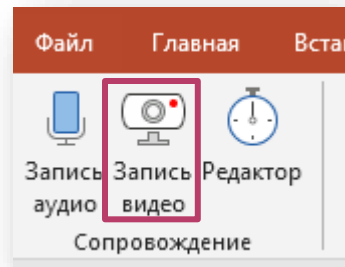 Файл Главная Вста
Запись Запись Редактор
аудио видео
Сопровождение